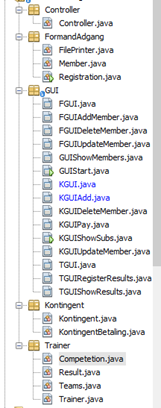 Controller
Controller.java
FormandAdgang
FilePrinter.java
Member.java
Registration.java
GUI
FGUI.java
FGUIAddMember.java
FGUIDeleteMember.java
FGUIUpdateMember.java
GUIShowMembers.java
GUIStart.java
KGUI.java
KGUIAdd.java
KGUIDeleteMember.java
KGUIPay.java
KGUIShowSubs.java
KGUIUpdateMember.java
TGUI.java
TGUIRegisterResults.java
TGUIShowResults.java
Kontingent
Kontingent.java
KontingentBetaling.java
Trainer
Competetion.java
Result.java
Teams.java
Trainer.java